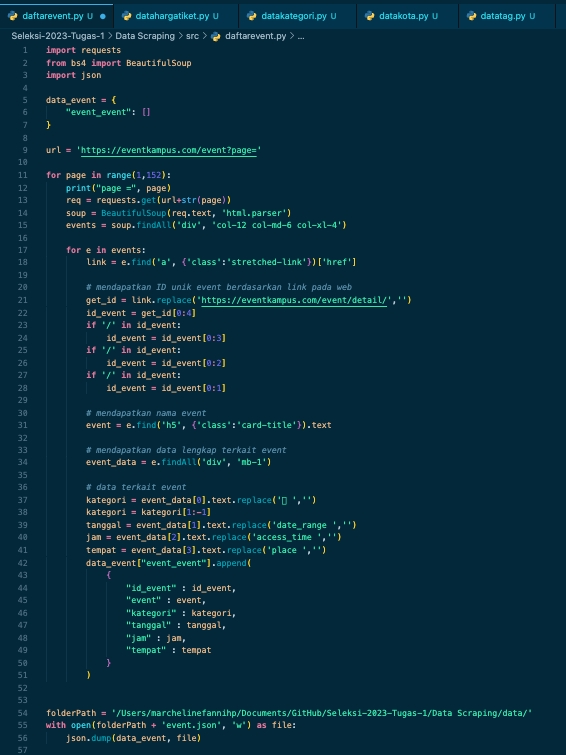 daftarevent.py U
datahargatiket.py U
datakategori.py U
datakota.py U
datatag.py U
Seleksi-2023-Tugas-1 > Data Scraping > src > daftarevent.py > ...
1 import requests
2 from bs4 import BeautifulSoup
3 import json
4
5 data_event = {
6     "event_event": []
7 }
8
9 url = 'https://eventkampus.com/event?page='
10
11 for page in range(1,152):
12     print("page =", page)
13     req = requests.get(url+str(page))
14     soup = BeautifulSoup(req.text, 'html.parser')
15     events = soup.findAll('div', 'col-12 col-md-6 col-xl-4')
16
17     for e in events:
18         link = e.find('a', {'class':'stretched-link'})['href']
19
20         # mendapatkan ID unik event berdasarkan link pada web
21         get_id = link.replace('https://eventkampus.com/event/detail/','')
22         id_event = get_id[0:4]
23         if '/' in id_event:
24             id_event = id_event[0:3]
25         if '/' in id_event:
26             id_event = id_event[0:2]
27         if '/' in id_event:
28             id_event = id_event[0:1]
29
30         # mendapatkan nama event
31         event = e.find('h5', {'class':'card-title'}).text
32
33         # mendapatkan data lengkap terkait event
34         event_data = e.findAll('div', 'mb-1')
35
36         # data terkait event
37         kategori = event_data[0].text.replace('▯ ','')
38         kategori = kategori[1:-1]
39         tanggal = event_data[1].text.replace('date_range ','')
40         jam = event_data[2].text.replace('access_time ','')
41         tempat = event_data[3].text.replace('place ','')
42         data_event["event_event"].append(
43             {
44                 "id_event" : id_event,
45                 "event" : event,
46                 "kategori" : kategori,
47                 "tanggal" : tanggal,
48                 "jam" : jam,
49                 "tempat" : tempat
50             }
51         )
52
53
54 folderPath = '/Users/marchelinefannihp/Documents/GitHub/Seleksi-2023-Tugas-1/Data Scraping/data/'
55 with open(folderPath + 'event.json', 'w') as file:
56     json.dump(data_event, file)
57